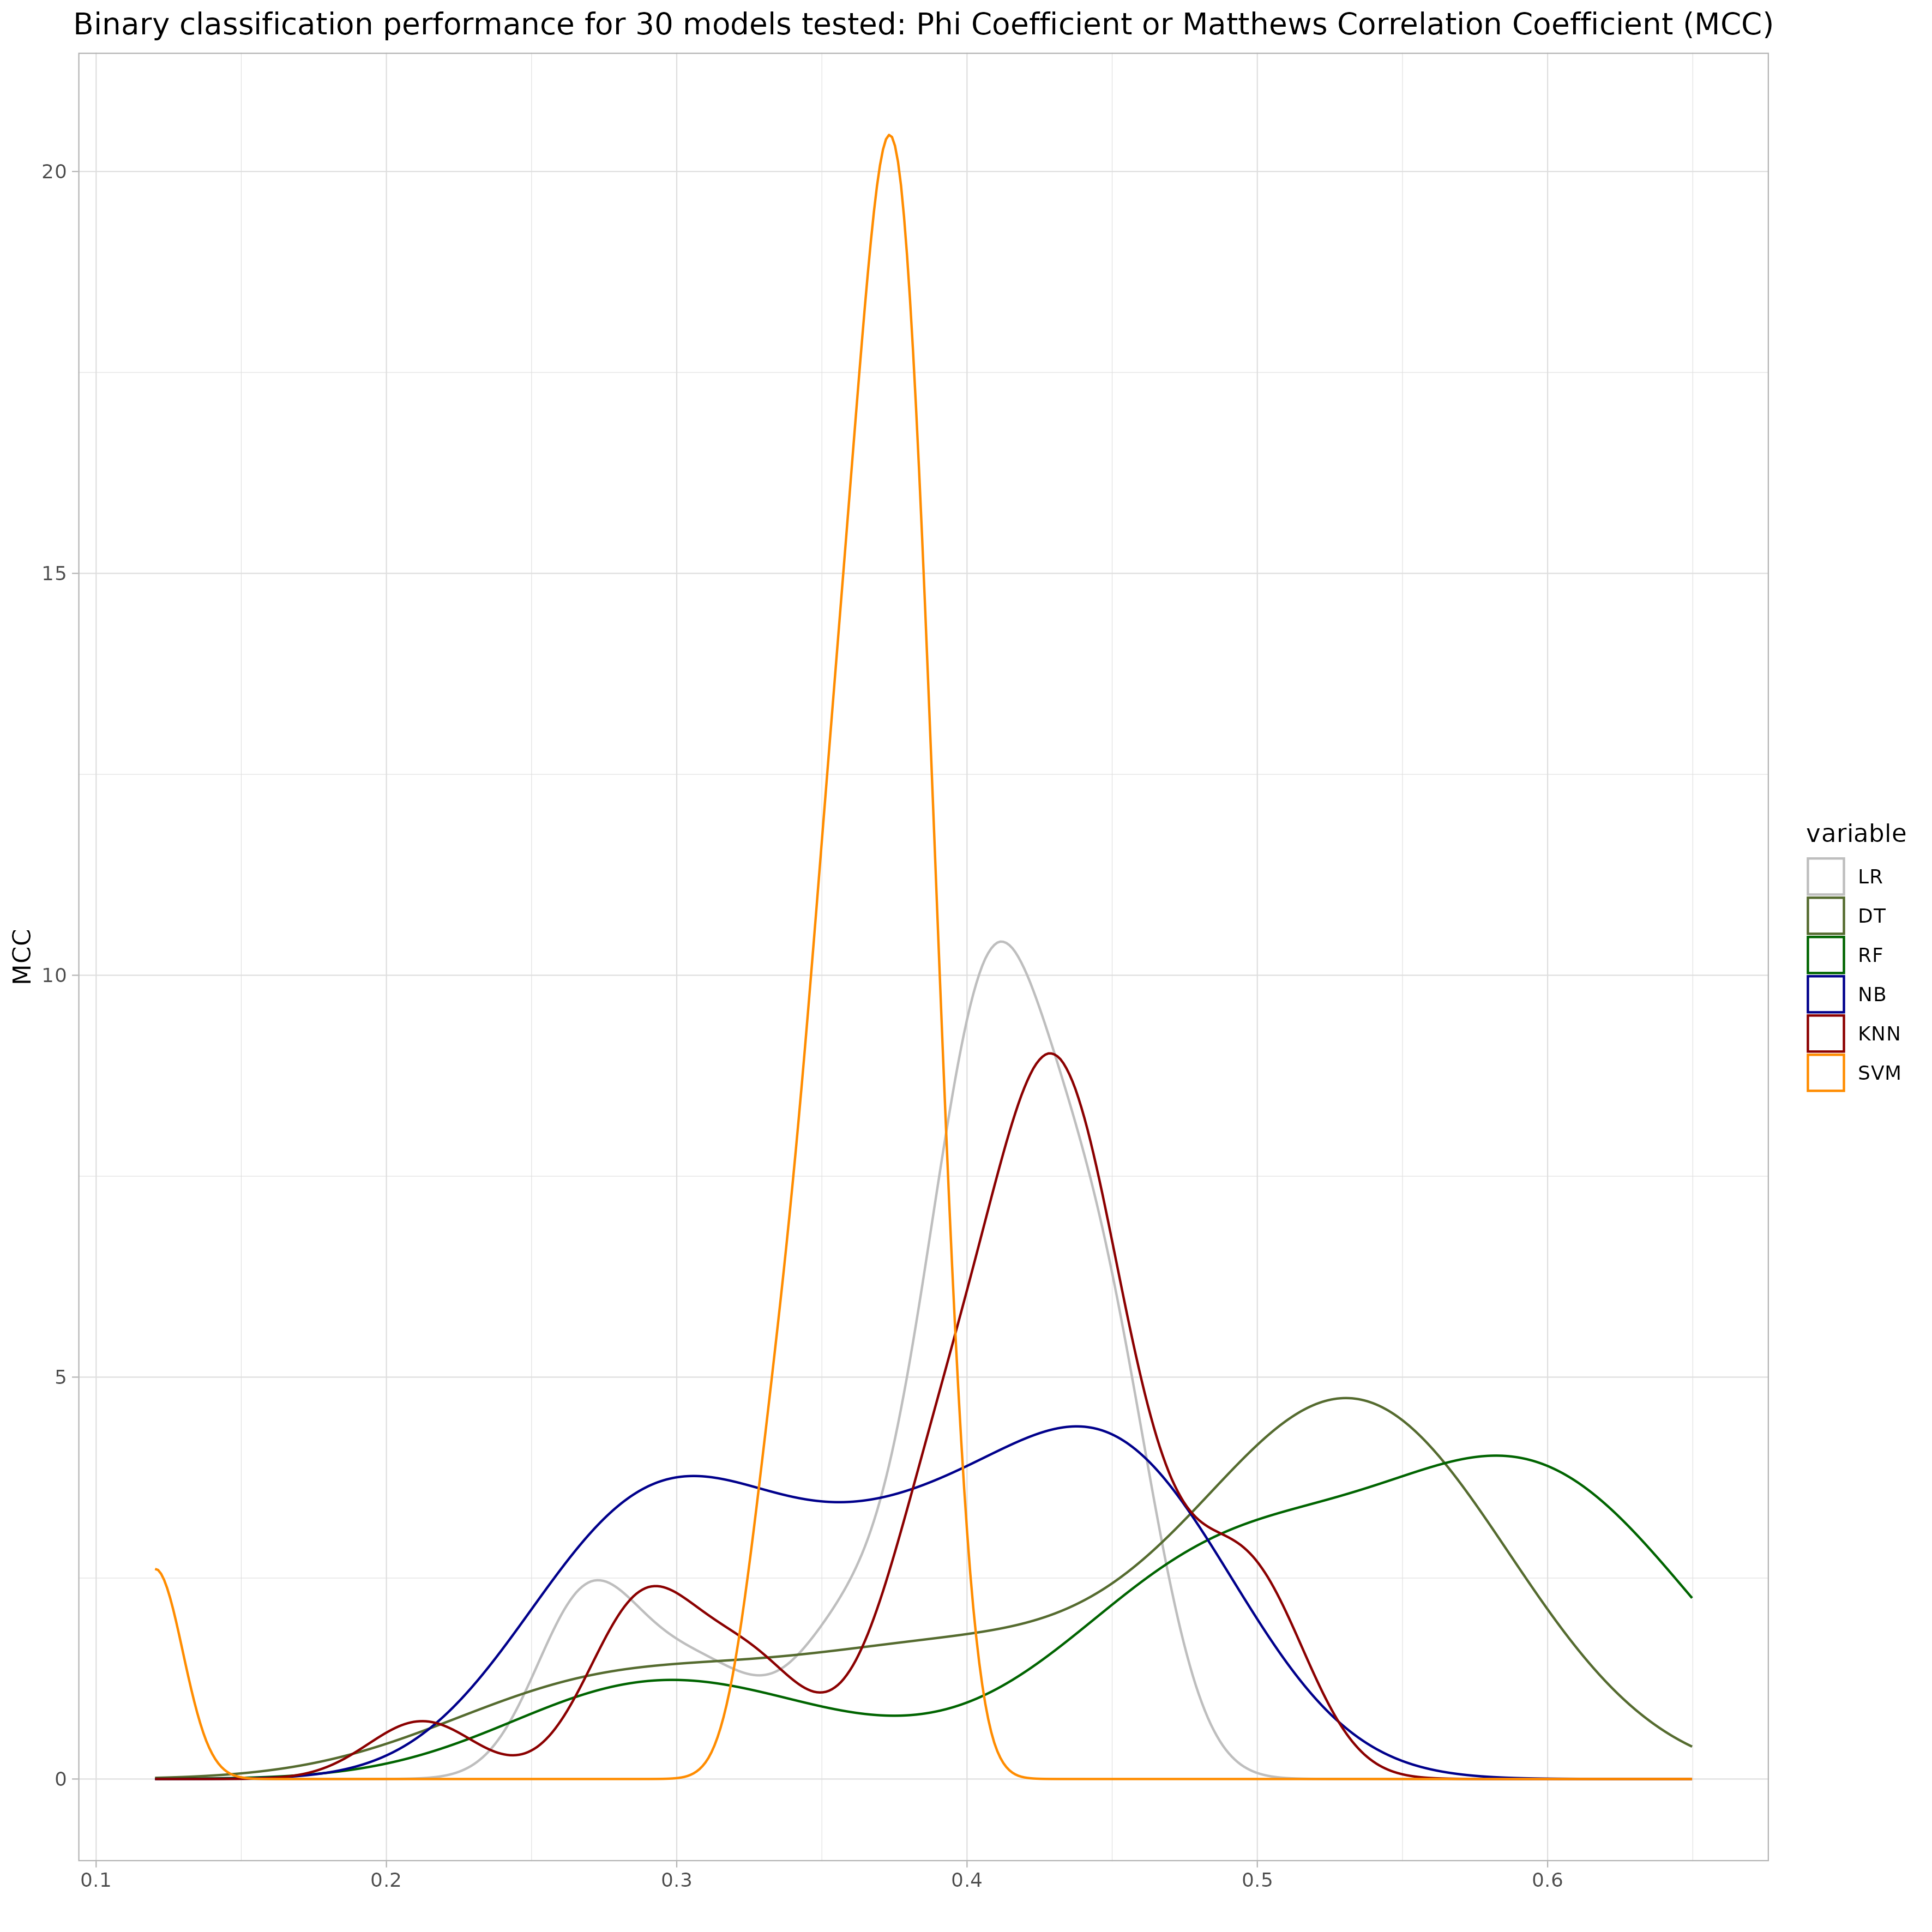 Binary classification performance for 30 models tested: Phi Coefficient or Matthews Correlation Coefficient (MCC)
20
15
10
5
0
MCC
0.1 0.2 0.3 0.4 0.5 0.6
variable
LR
DT
RF
NB
KNN
SVM